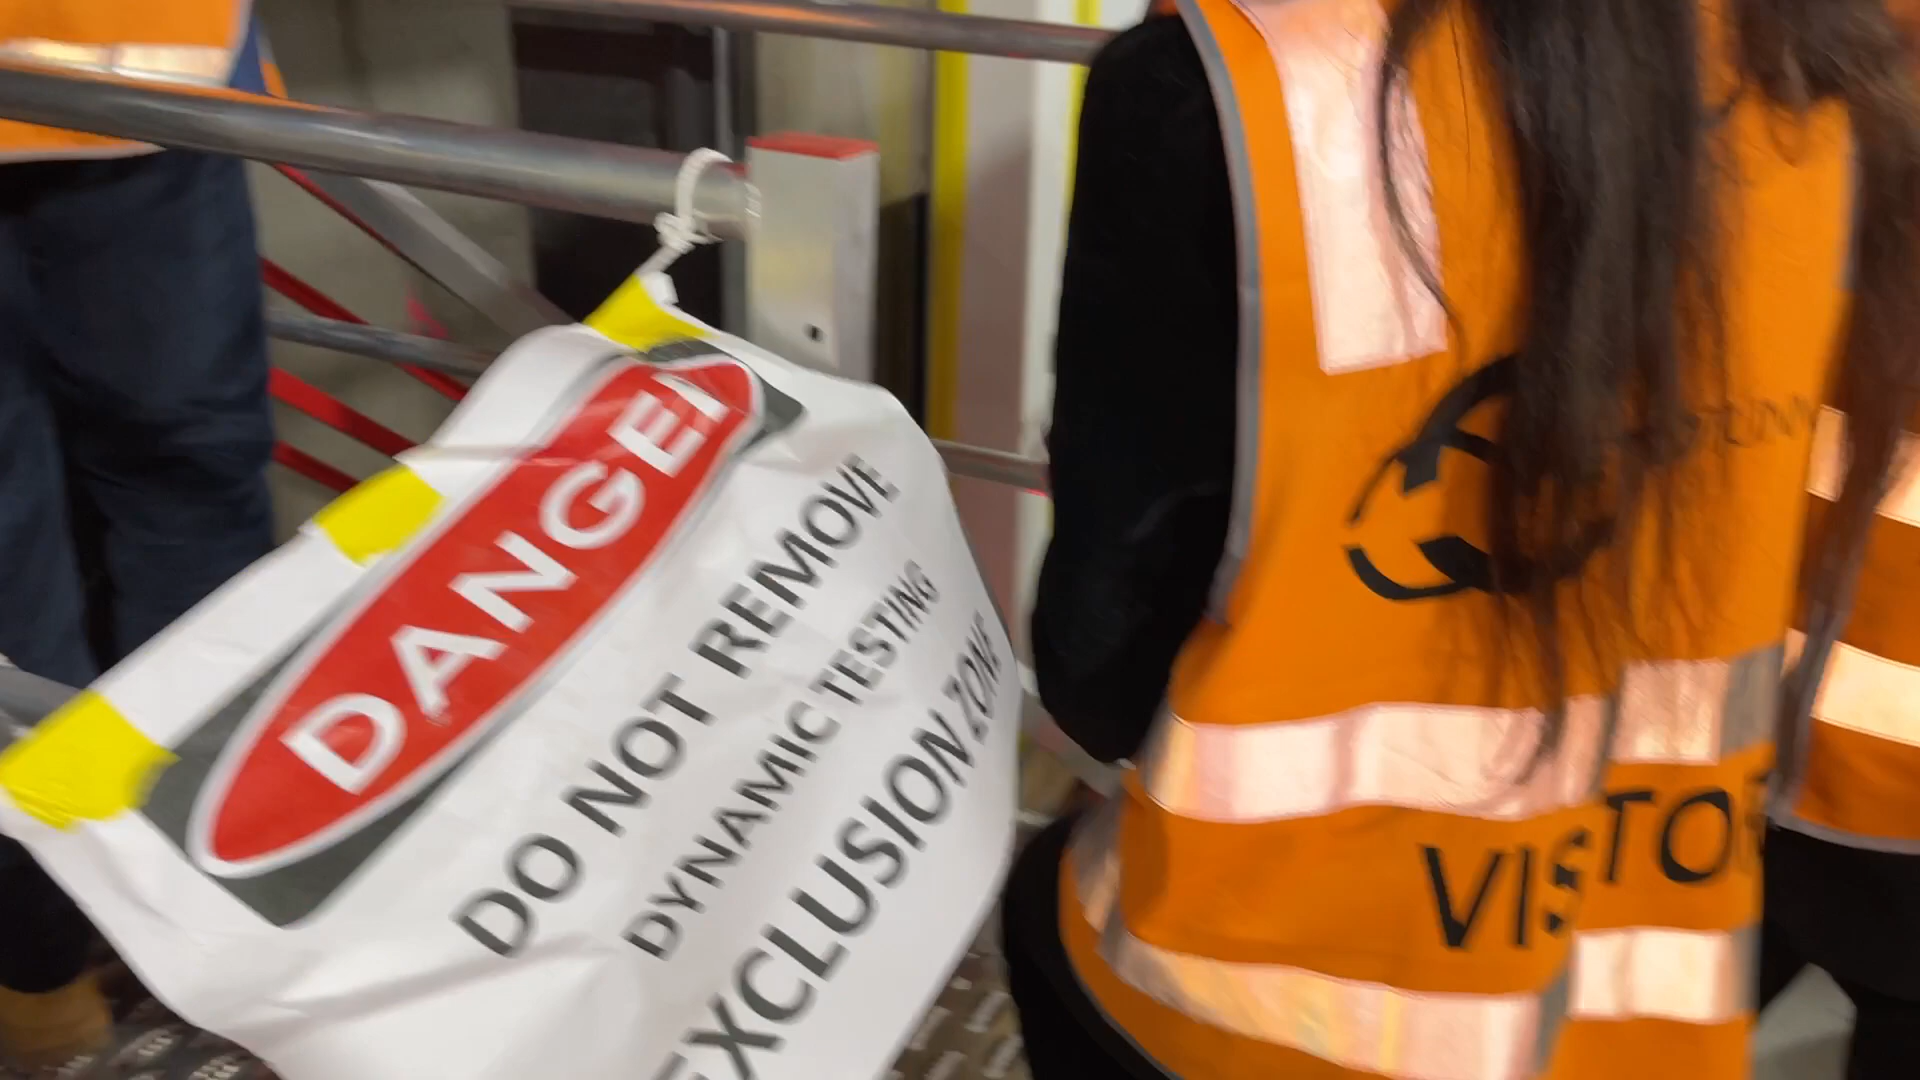 DANGER
DO NOT REMOVE
DYNAMIC TESTING
EXCLUSION ZONE
VISITOR